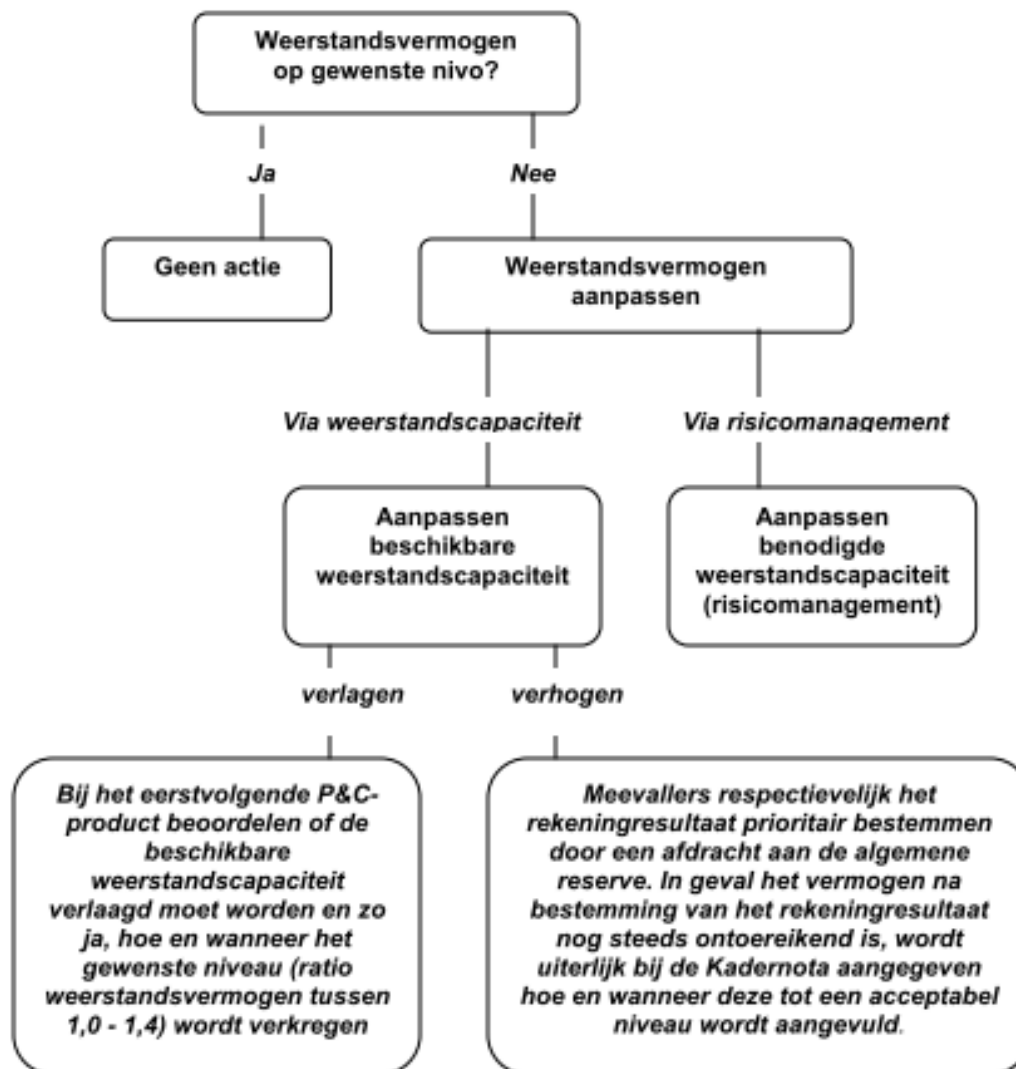 Weerstandsvermogen
op gewenste nivo?
Ja
Nee
Geen actie
Weerstandsvermogen
aanpassen
Via weerstandscapaciteit
Via risicomanagement
Aanpassen
beschikbare
weerstandscapaciteit
Aanpassen
benodigde
weerstandscapaciteit
(risicomanagement)
verlagen
verhogen
Bij het eerstvolgende P&C-
product beoordelen of de
beschikbare
weerstandscapaciteit
verlaagd moet worden en zo
ja, hoe en wanneer het
gewenste niveau (ratio
weerstandsvermogen tussen
1,0 - 1,4) wordt verkregen
Meevallers respectievelijk het
rekeningresultaat prioritair bestemmen
door een afdracht aan de algemene
reserve. In geval het vermogen na
bestemming van het rekeningresultaat
nog steeds ontoereikend is, wordt
uiterlijk bij de Kadernota aangegeven
hoe en wanneer deze tot een acceptabel
niveau wordt aangevuld.